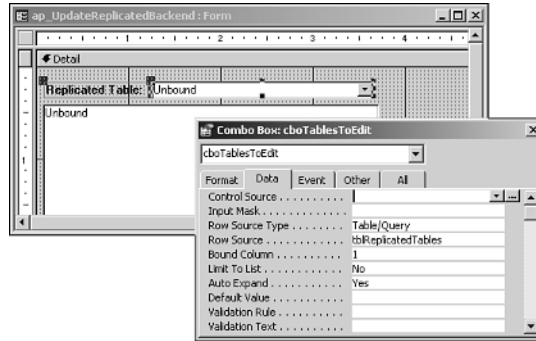 ap_UpdateReplicatedBackend : Form
1 2 3 4
Detail
Replicated Table: Unbound
Unbound
1
Combo Box: cboTablesToEdit
cboTablesToEdit
Format Data Event Other All
Control Source . . . . . . . . . .
Input Mask . . . . . . . . . . . . .
Row Source Type . . . . . . . . Table/Query
Row Source . . . . . . . . . . . . tblReplicatedTables
Bound Column . . . . . . . . . . 1
Limit To List . . . . . . . . . . . . No
Auto Expand . . . . . . . . . . . Yes
Default Value . . . . . . . . . . .
Validation Rule . . . . . . . . . .
Validation Text . . . . . . . . . .